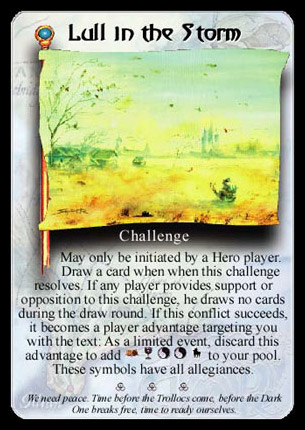 Lull in the Storm
Challenge
May only be initiated by a Hero player.
Draw a card when when this challenge
resolves. If any player provides support or
opposition to this challenge, he draws no cards
during the draw round. If this conflict succeeds,
it becomes a player advantage targeting you
with the text: As a limited event, discard this
advantage to add to your pool.
These symbols have all allegiances.
We need peace. Time before the Trollocs come, before the Dark
One breaks free, time to ready ourselves.